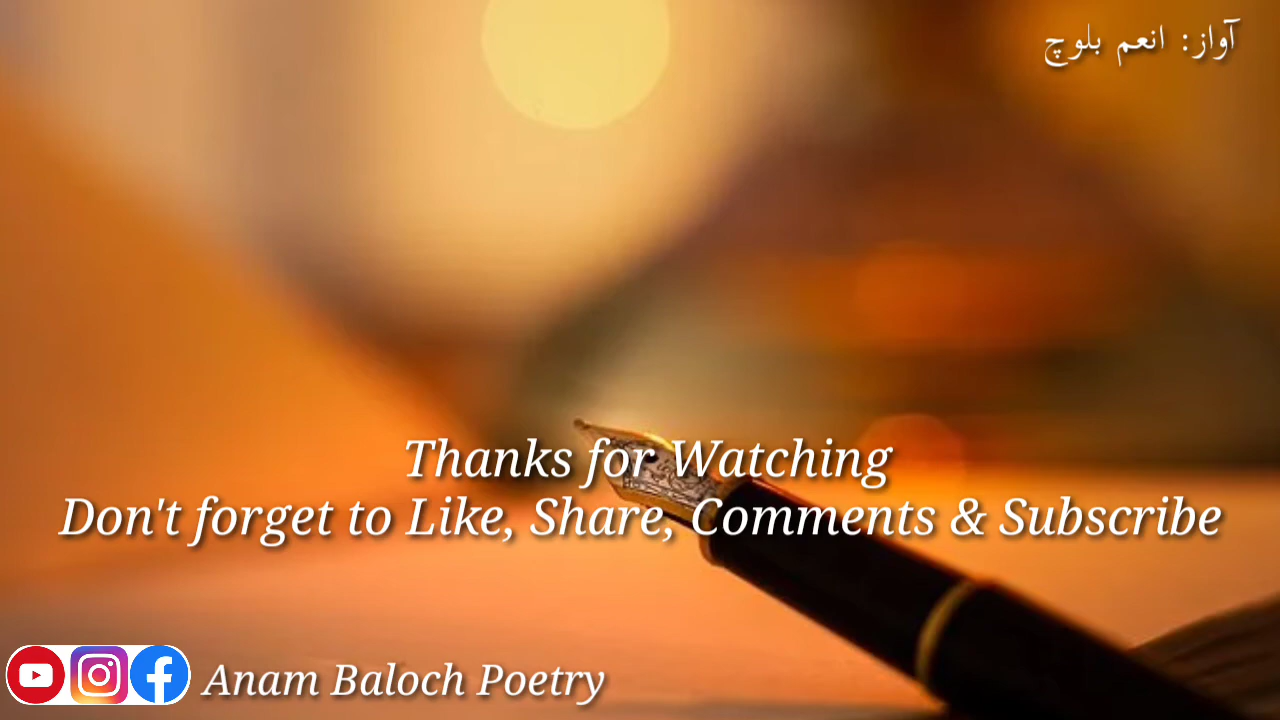 آواز: انعم بلوچ
Thanks for Watching
Don't forget to Like, Share, Comments & Subscribe
Anam Baloch Poetry